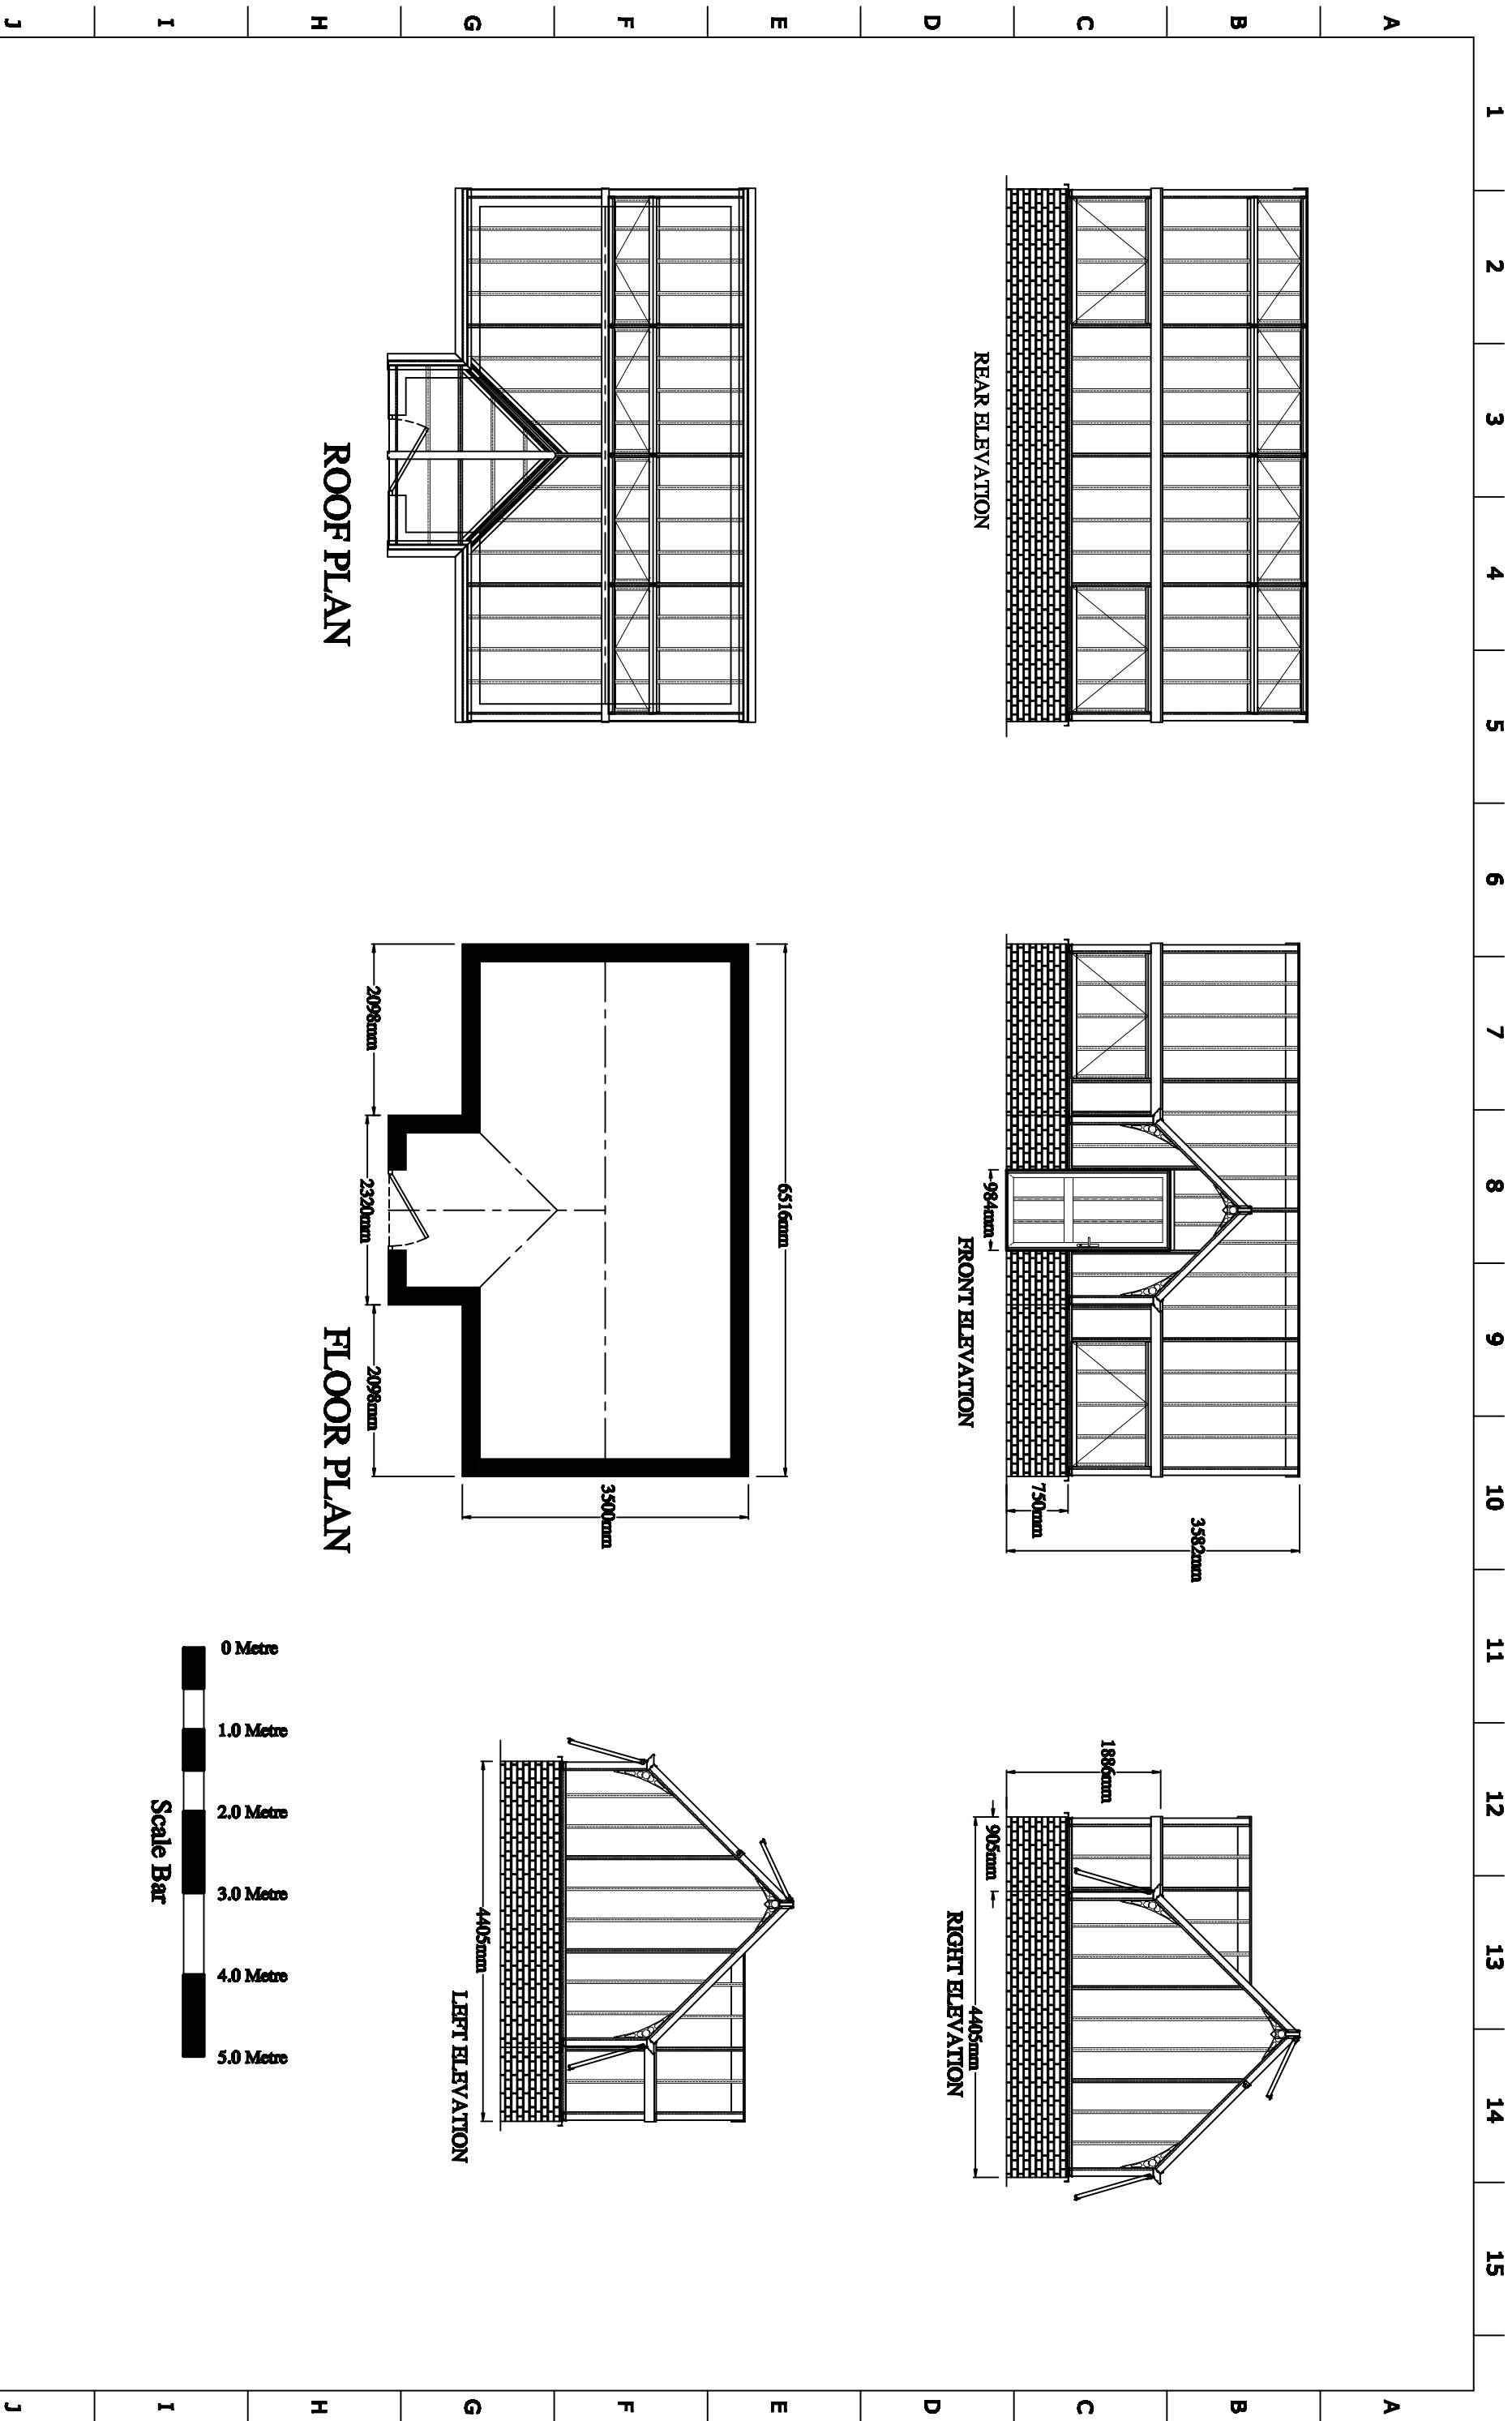 1 2 3 4 5 6 7 8 9 10 11 12 13 14 15
A A
B B
C C
D D
E E
F F
G G
H H
I I
J J
REAR ELEVATION
984mm
FRONT ELEVATION
750mm
3582mm
1886mm
905mm
4405mm
RIGHT ELEVATION
ROOF PLAN
6516mm
3500mm
2098mm
2320mm
2098mm
FLOOR PLAN
4405mm
LEFT ELEVATION
0 Metre
1.0 Metre
2.0 Metre
3.0 Metre
4.0 Metre
5.0 Metre
Scale Bar